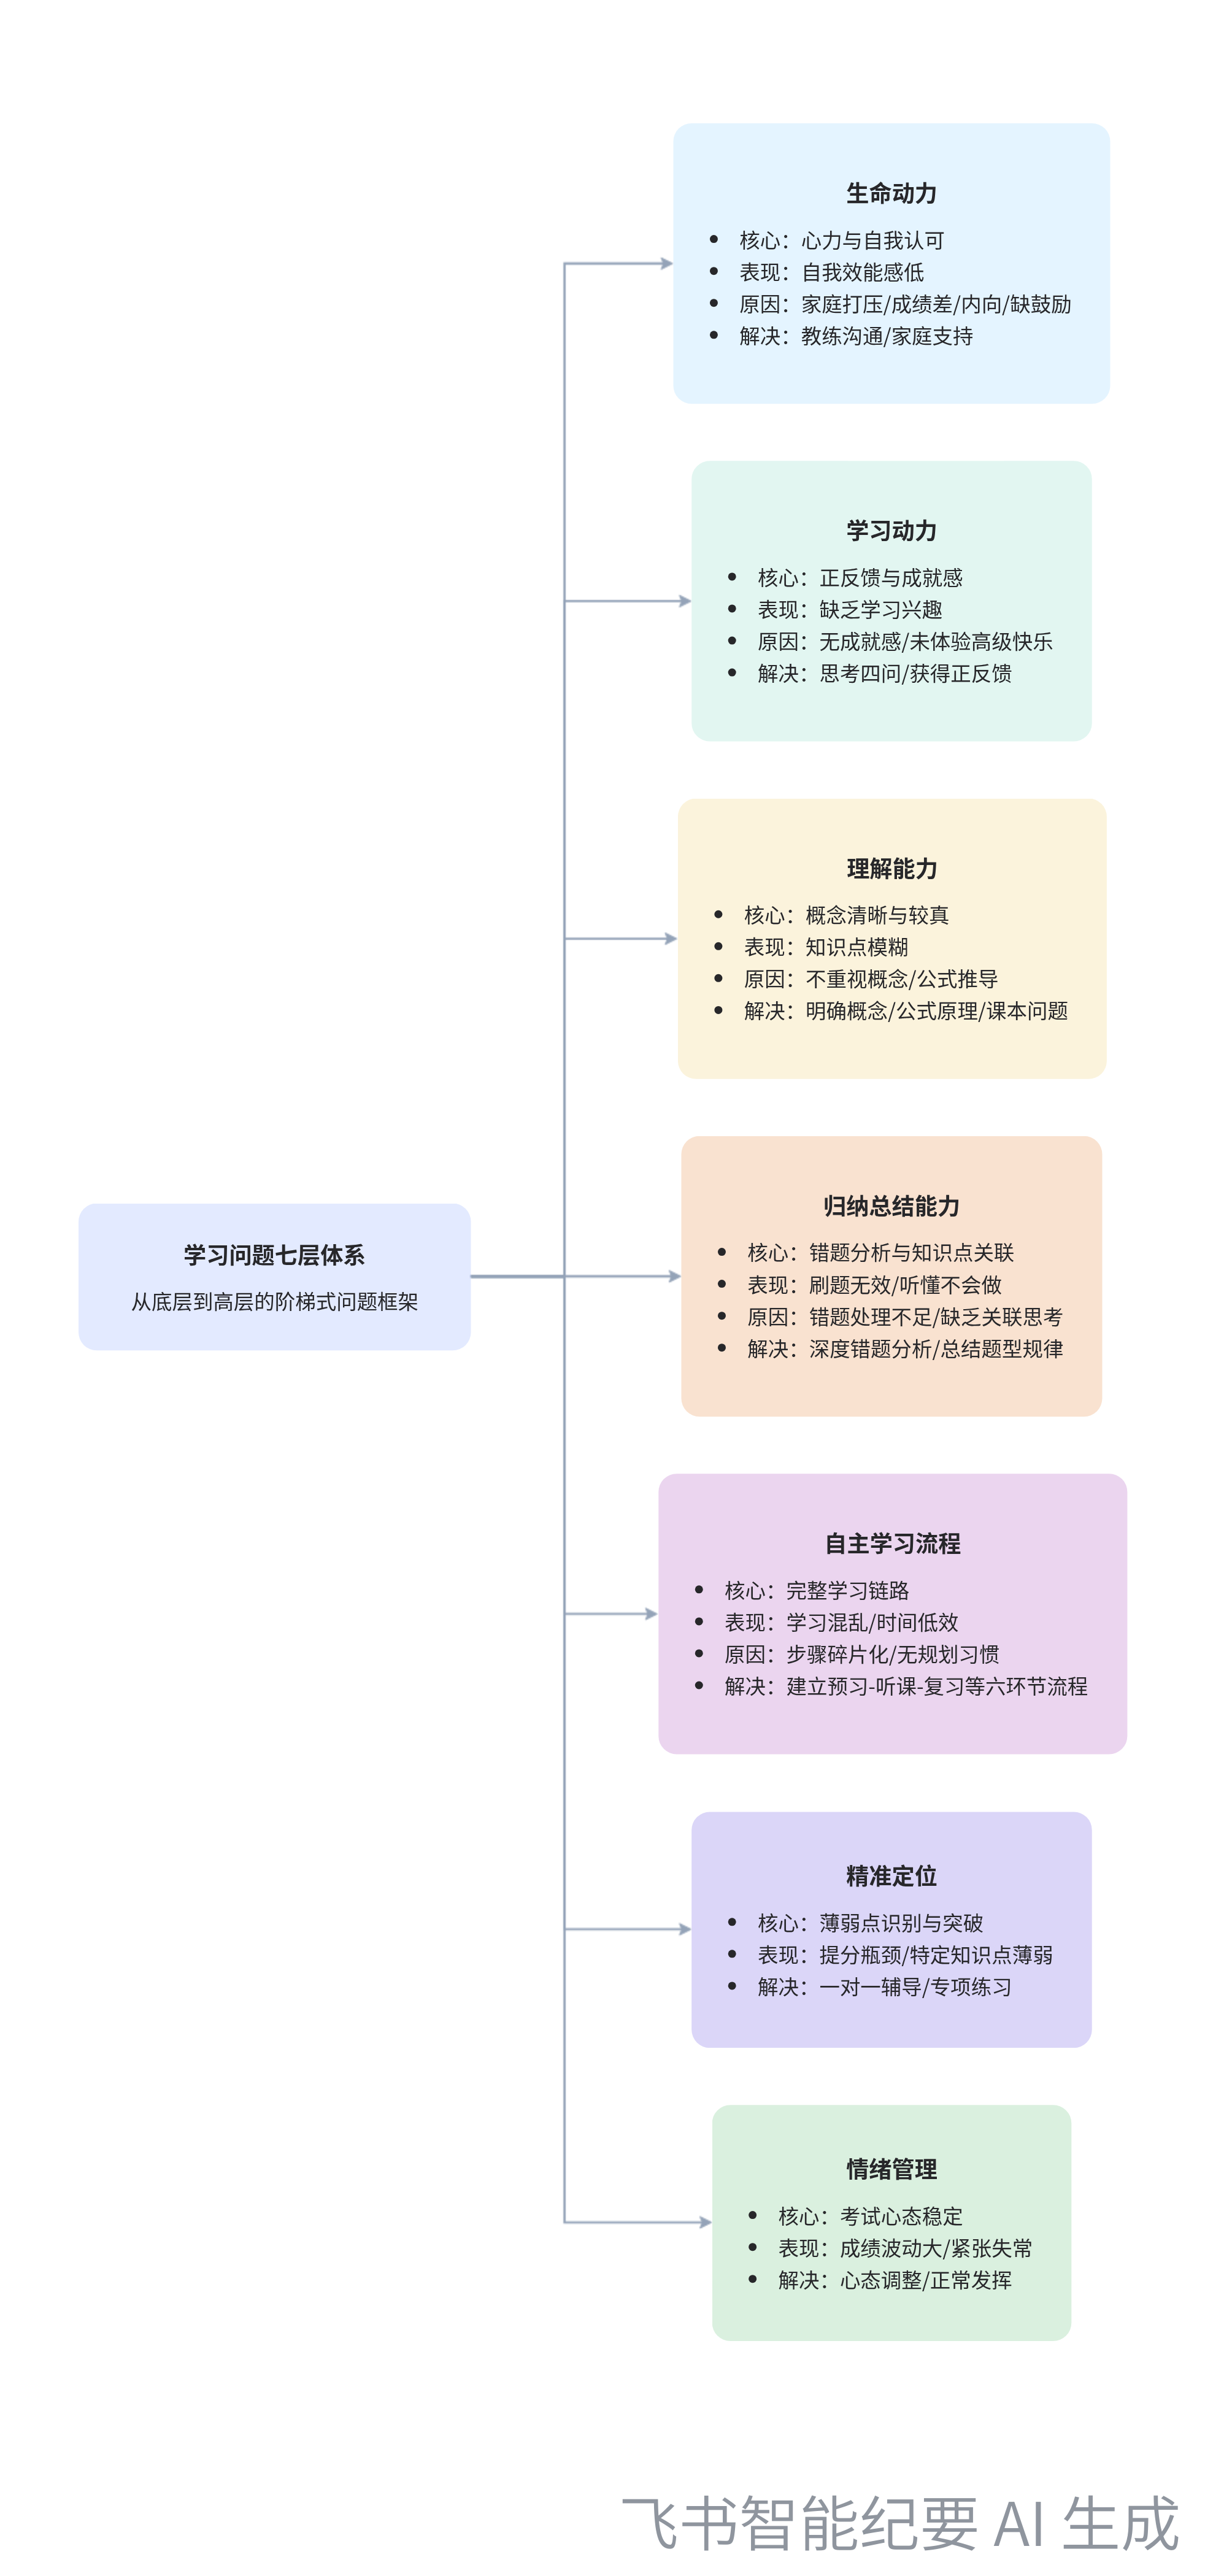 生命动力
核心：心力与自我认可
表现：自我效能感低
原因：家庭打压/成绩差/内向/缺鼓励
解决：教练沟通/家庭支持
学习动力
核心：正反馈与成就感
表现：缺乏学习兴趣
原因：无成就感/未体验高级快乐
解决：思考四问/获得正反馈
理解能力
核心：概念清晰与较真
表现：知识点模糊
原因：不重视概念/公式推导
解决：明确概念/公式原理/课本问题
学习问题七层体系
从底层到高层的阶梯式问题框架
归纳总结能力
核心：错题分析与知识点关联
表现：刷题无效/听懂不会做
原因：错题处理不足/缺乏关联思考
解决：深度错题分析/总结题型规律
自主学习流程
核心：完整学习链路
表现：学习混乱/时间低效
原因：步骤碎片化/无规划习惯
解决：建立预习-听课-复习等六环节流程
精准定位
核心：薄弱点识别与突破
表现：提分瓶颈/特定知识点薄弱
解决：一对一辅导/专项练习
情绪管理
核心：考试心态稳定
表现：成绩波动大/紧张失常
解决：心态调整/正常发挥
飞书智能纪要 AI 生成